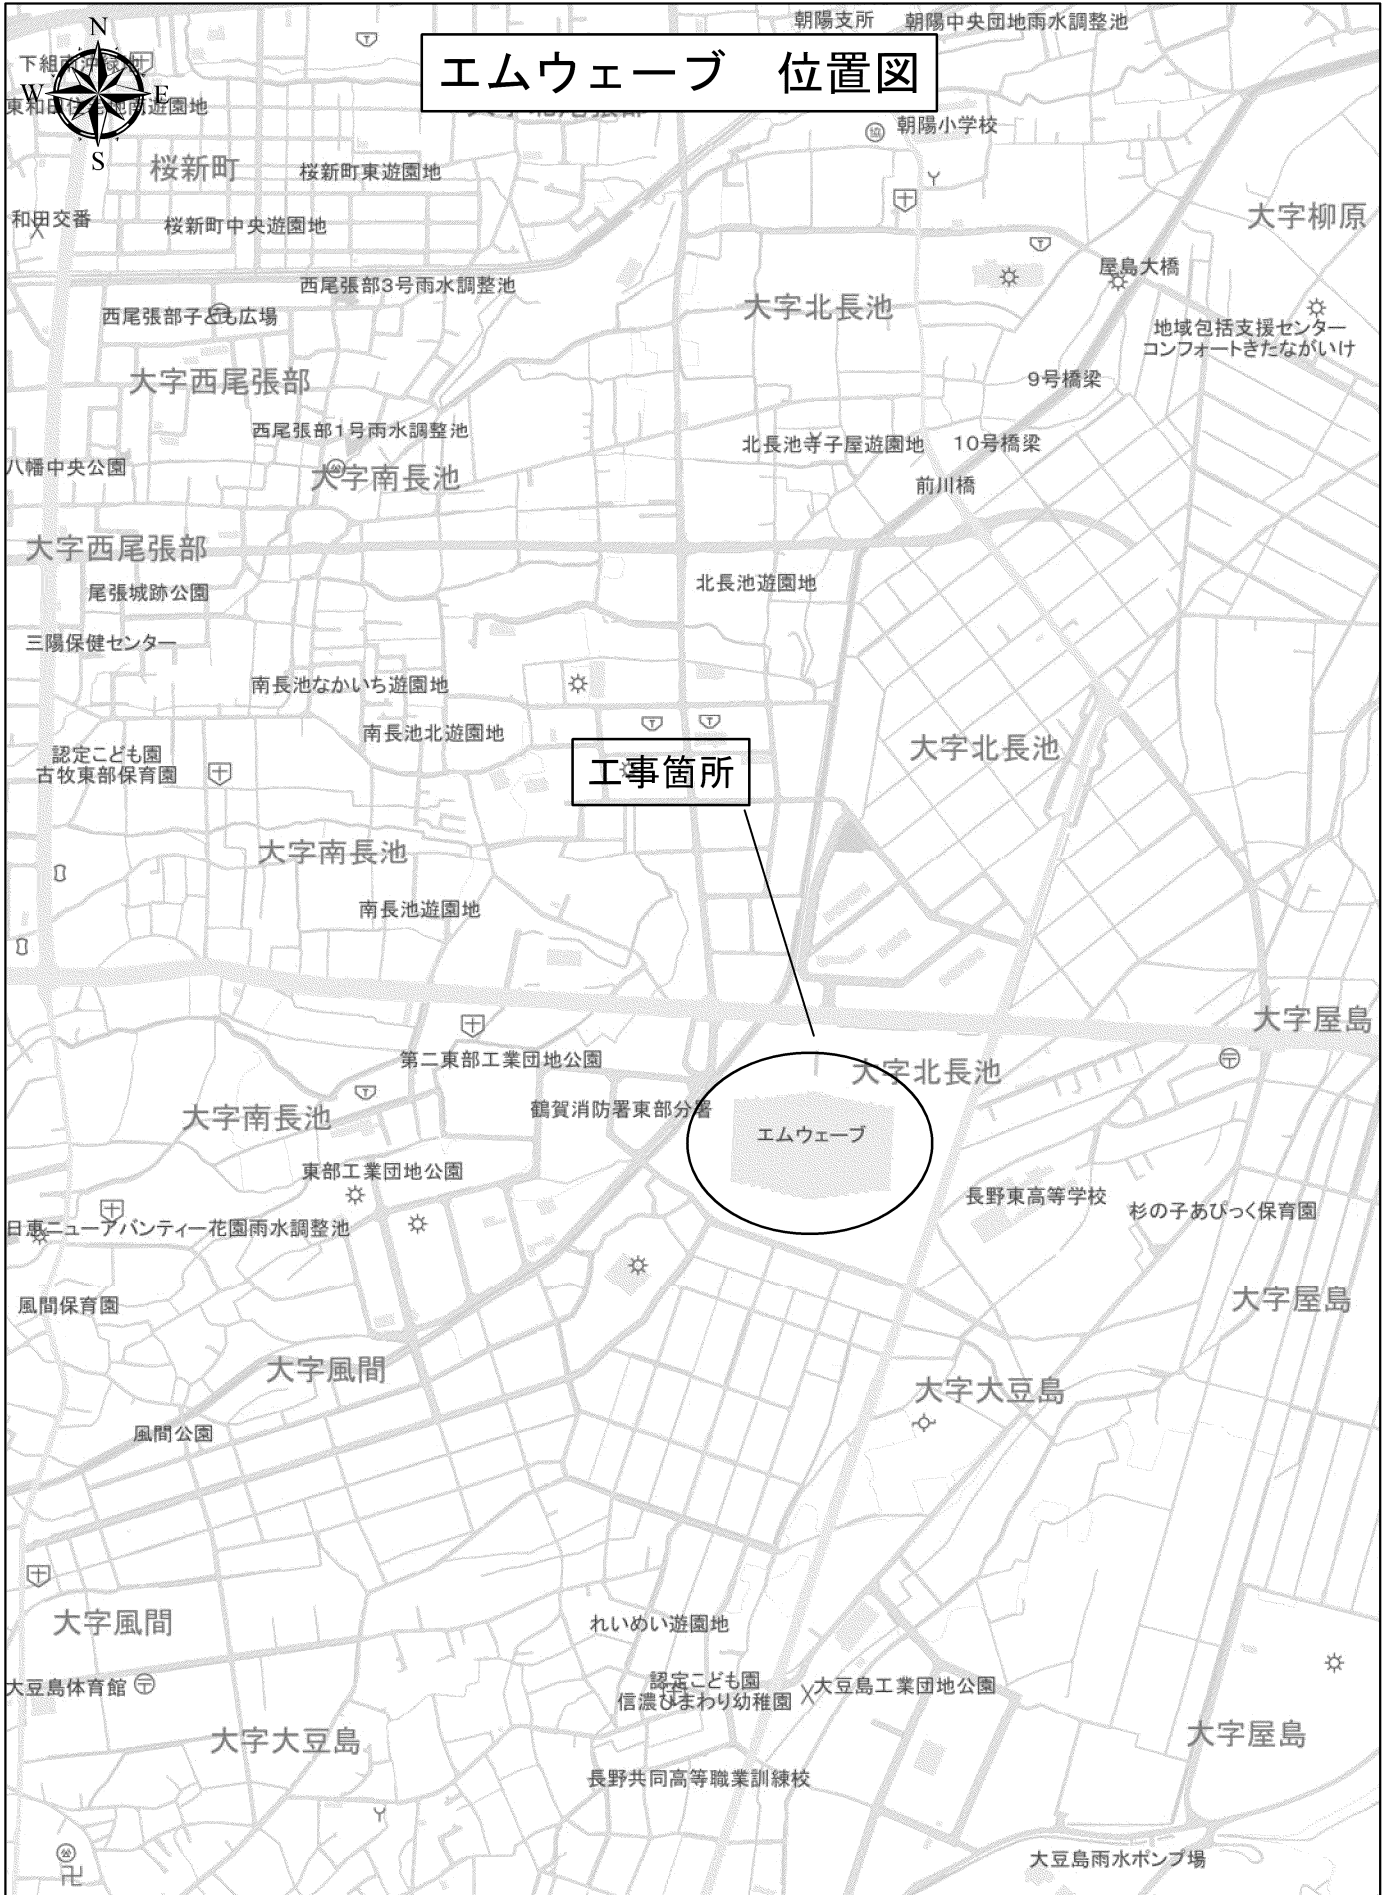 朝陽支所
朝陽中央団地雨水調整池
N
エムウェーブ　位置図
W
E
S
朝陽小学校
桜新町
桜新町東遊園地
和田交番
桜新町中央遊園地
大字柳原
屋島大橋
西尾張部3号雨水調整池
大字北長池
西尾張部子ども広場
地域包括支援センター
コンフォートきたながいけ
大字西尾張部
9号橋梁
西尾張部1号雨水調整池
北長池寺子屋遊園地
10号橋梁
八幡中央公園
大字南長池
前川橋
大字西尾張部
尾張城跡公園
北長池遊園地
三陽保健センター
南長池なかいち遊園地
南長池北遊園地
認定こども園
古牧東部保育園
工事箇所
大字北長池
大字南長池
南長池遊園地
大字屋島
第二東部工業団地公園
大字北長池
大字南長池
鶴賀消防署東部分署
エムウェーブ
東部工業団地公園
長野東高等学校
杉の子あぴっく保育園
日東ニューアバンティー花園雨水調整池
風間保育園
大字屋島
大字風間
大字大豆島
風間公園
大字風間
れいめい遊園地
大豆島体育館
認定こども園
信濃ひまわり幼稚園
大豆島工業団地公園
大字大豆島
大字屋島
長野共同高等職業訓練校
大豆島雨水ポンプ場